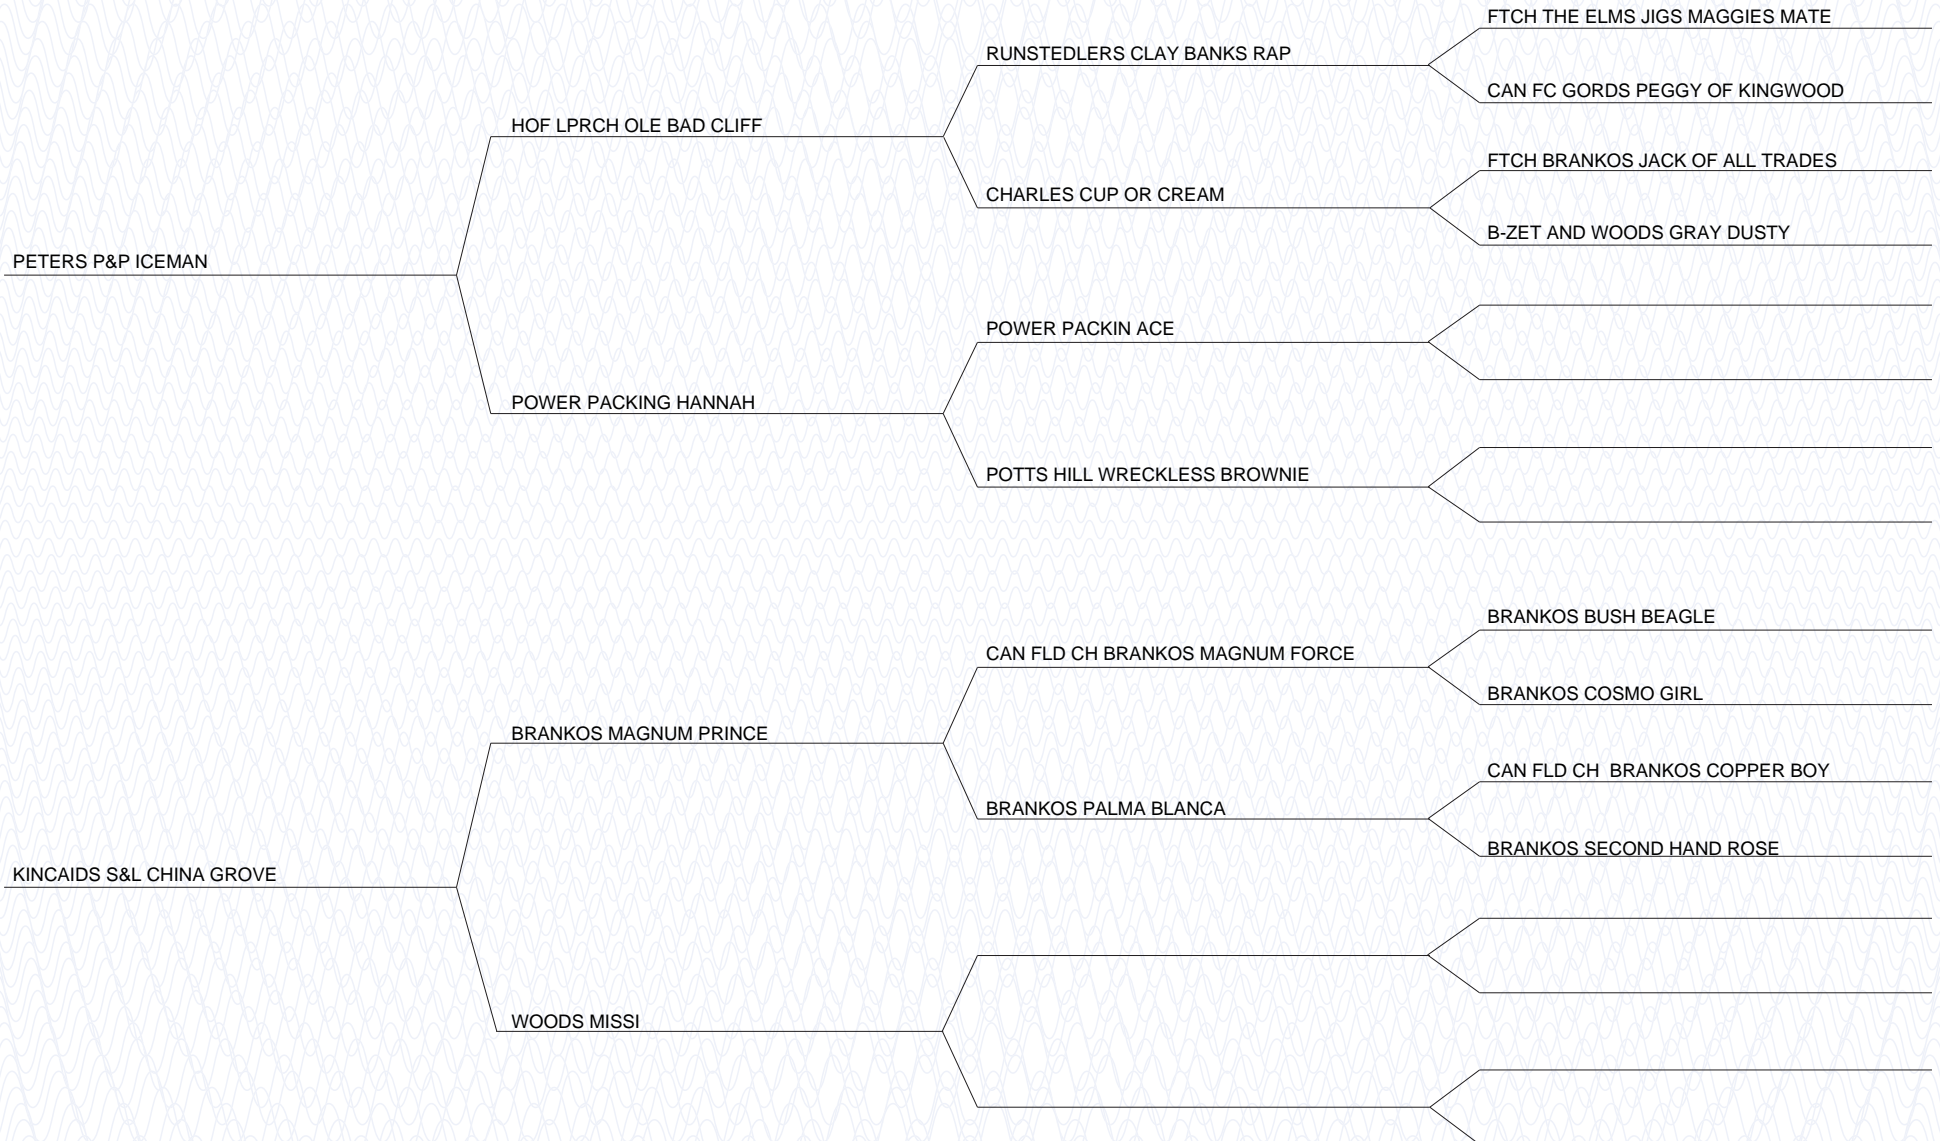 FTCH THE ELMS JIGS MAGGIES MATE
RUNSTEDLERS CLAY BANKS RAP
CAN FC GORDS PEGGY OF KINGWOOD
HOF LPRCH OLE BAD CLIFF
FTCH BRANKOS JACK OF ALL TRADES
CHARLES CUP OR CREAM
B-ZET AND WOODS GRAY DUSTY
PETERS P&P ICEMAN
POWER PACKIN ACE
POWER PACKING HANNAH
POTTS HILL WRECKLESS BROWNIE
BRANKOS BUSH BEAGLE
CAN FLD CH BRANKOS MAGNUM FORCE
BRANKOS COSMO GIRL
BRANKOS MAGNUM PRINCE
CAN FLD CH  BRANKOS COPPER BOY
BRANKOS PALMA BLANCA
BRANKOS SECOND HAND ROSE
KINCAIDS S&L CHINA GROVE
WOODS MISSI